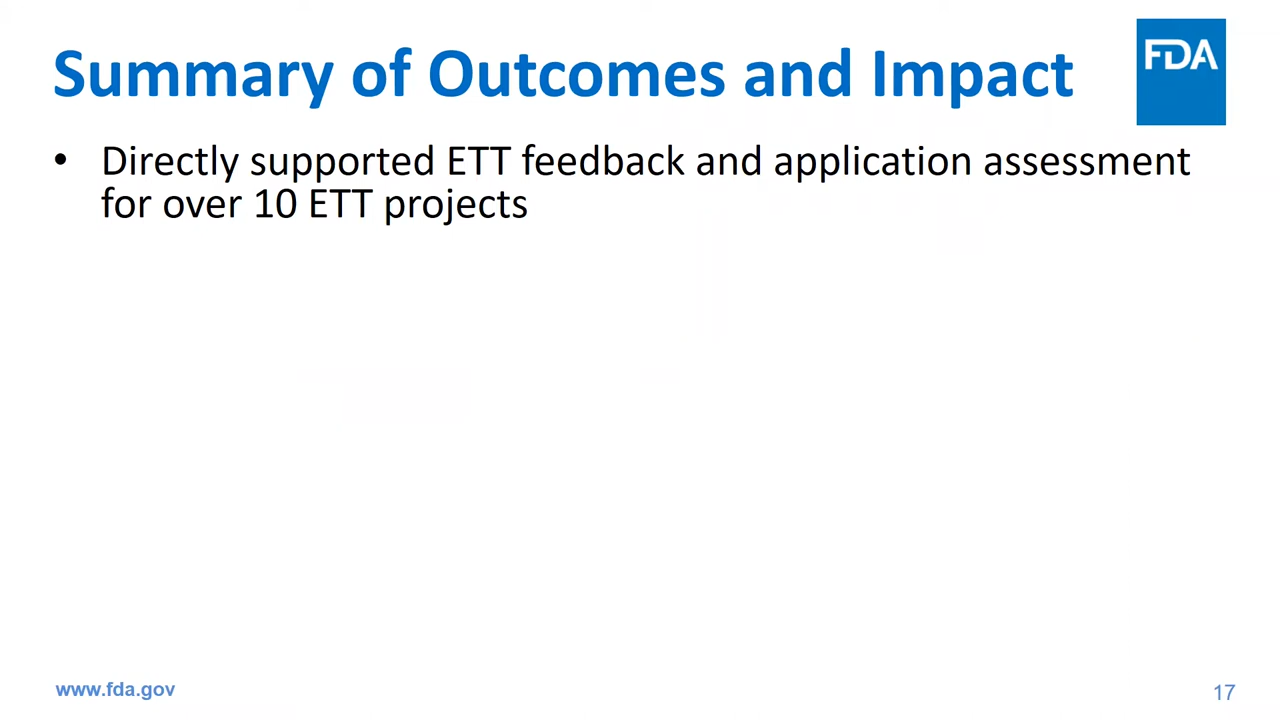 Summary of Outcomes and Impact
FDA
• Directly supported ETT feedback and application assessment
for over 10 ETT projects
www.fda.gov
17